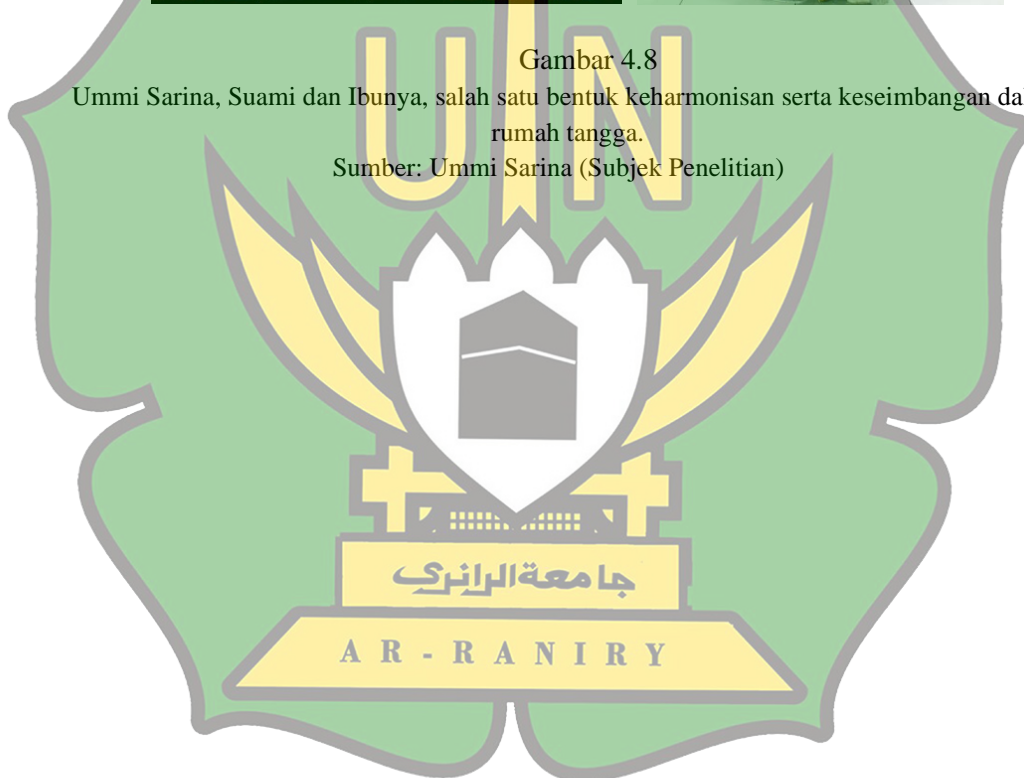 UIN
Gambar 4.8
Ummi Sarina, Suami dan Ibunya, salah satu bentuk keharmonisan serta keseimbangan
rumah tangga.
Sumber: Ummi Sarina (Subjek Penelitian)
جامعةالرانري
AR-RANIRY